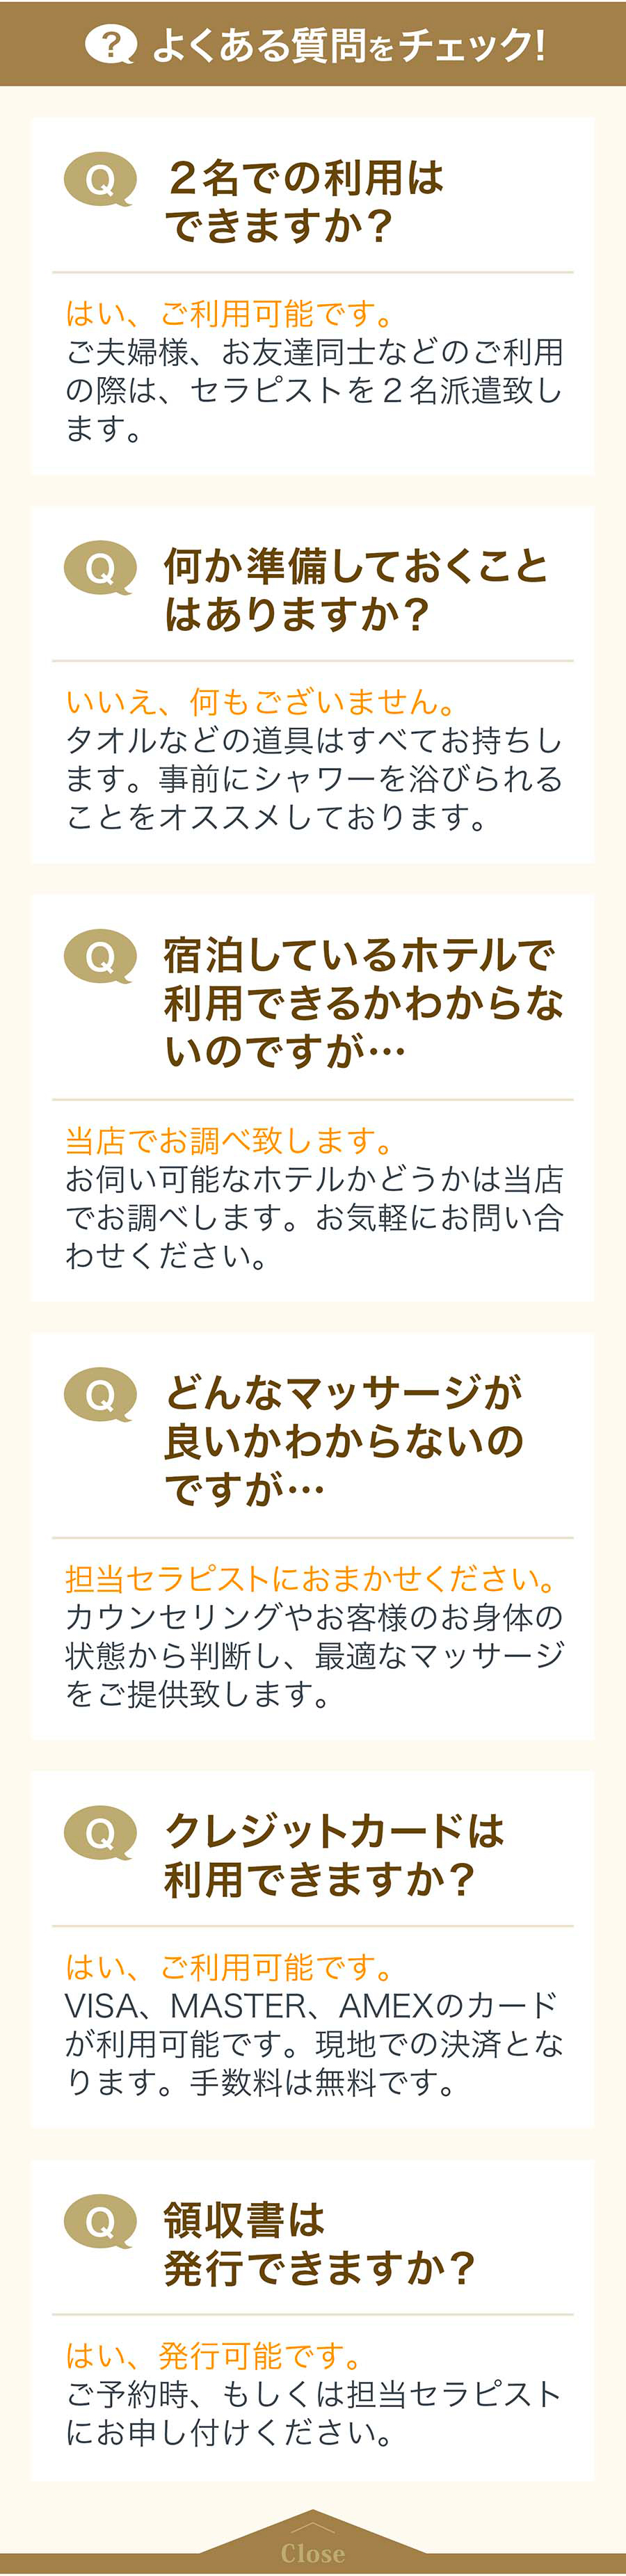 ? よくある質問をチェック!
Q 2名での利用は
できますか?
はい、ご利用可能です。
ご夫婦様、お友達同士などのご利用
の際は、セラピストを2名派遣致し
ます。
Q 何か準備しておくこと
はありますか?
いいえ、何もございません。
タオルなどの道具はすべてお持ちし
ます。事前にシャワーを浴びられる
ことをオススメしております。
Q 宿泊しているホテルで
利用できるかわからな
いのですが…
当店でお調べ致します。
お伺い可能なホテルかどうかは当店
でお調べします。お気軽にお問い合
わせください。
Q どんなマッサージが
良いかわからないの
ですが…
担当セラピストにおまかせください。
カウンセリングやお客様のお身体の
状態から判断し、最適なマッサージ
をご提供致します。
Q クレジットカードは
利用できますか?
はい、ご利用可能です。
VISA、MASTER、AMEXのカード
が利用可能です。現地での決済とな
ります。手数料は無料です。
Q 領収書は
発行できますか?
はい、発行可能です。
ご予約時、もしくは担当セラピスト
にお申し付けください。
Close